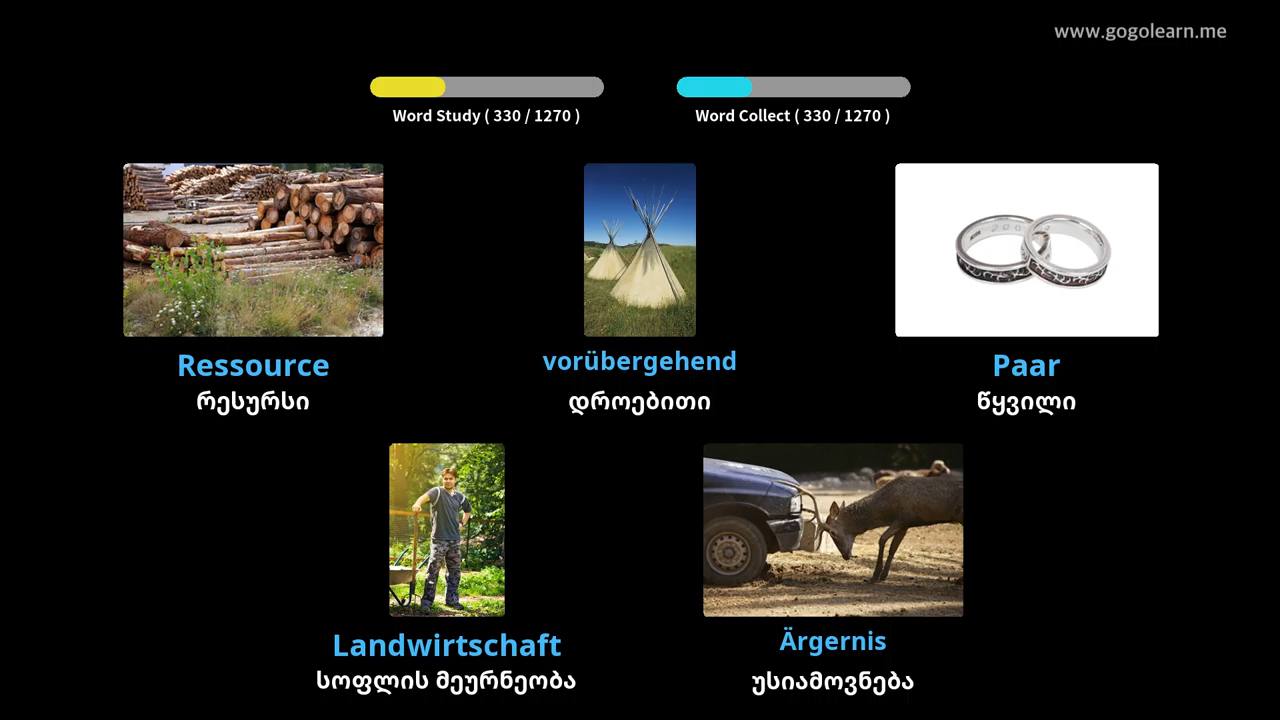 www.gogolearn.me
Word Study ( 330 / 1270 )
Word Collect ( 330 / 1270 )
Ressource
რესურსი
vorübergehend
დროებითი
Paar
წყვილი
Landwirtschaft
სოფლის მეურნეობა
Ärgernis
უსიამოვნება